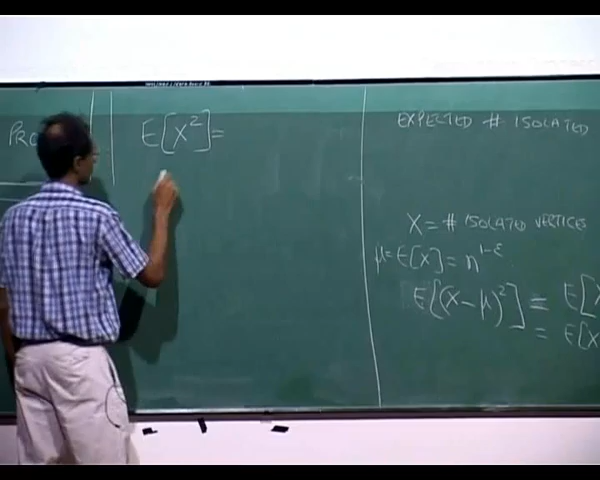 E[X²]=
EXPECTED # ISOLATED
X = # ISOLATED VERTICES
μ=E[X] = n^{1-ε}
E[(X-μ)²] = E[X
= E[X